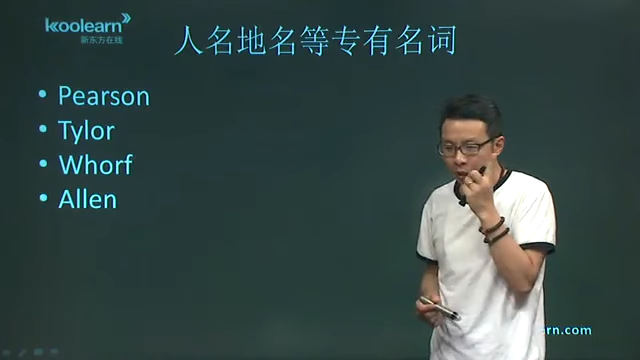 koolearn
新东方在线
人名地名等专有名词
• Pearson
• Tylor
• Whorf
• Allen
rn.com